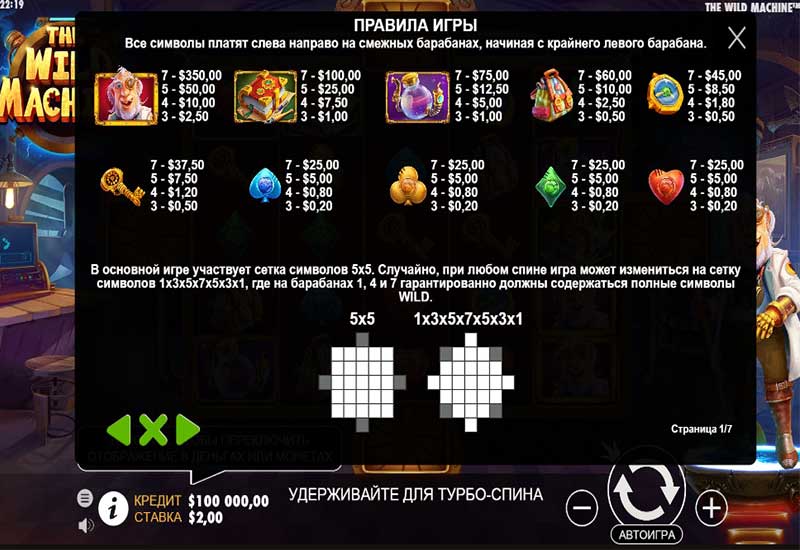 22:19
THE WILD MACHINE™
THE
WIL
MACH
ПРАВИЛА ИГРЫ
Все символы платят слева направо на смежных барабанах, начиная с крайнего левого барабана.
7 - $350,00
5 - $50,00
4 - $10,00
3 - $2,50
7 - $100,00
5 - $25,00
4 - $7,50
3 - $1,00
7 - $75,00
5 - $12,50
4 - $5,00
3 - $1,00
7 - $60,00
5 - $10,00
4 - $2,50
3 - $0,50
7 - $45,00
5 - $8,50
4 - $1,80
3 - $0,50
7 - $37,50
5 - $7,50
4 - $1,20
3 - $0,50
7 - $25,00
5 - $5,00
4 - $0,80
3 - $0,20
7 - $25,00
5 - $5,00
4 - $0,80
3 - $0,20
7 - $25,00
5 - $5,00
4 - $0,80
3 - $0,20
7 - $25,00
5 - $5,00
4 - $0,80
3 - $0,20
В основной игре участвует сетка символов 5x5. Случайно, при любом спине игра может измениться на сетку
символов 1x3x5x7x5x3x1, где на барабанах 1, 4 и 7 гарантированно должны содержаться полные символы
WILD.
5x5
1x3x5x7x5x3x1
Страница 1/7
ПЕРЕКЛЮЧИТЬ
ОТОБРАЖЕНИЕ В ДЕНЬГАХ ИЛИ МОНЕТАХ
КРЕДИТ $100 000,00
СТАВКА $2,00
УДЕРЖИВАЙТЕ ДЛЯ ТУРБО-СПИНА
АВТОИГРА